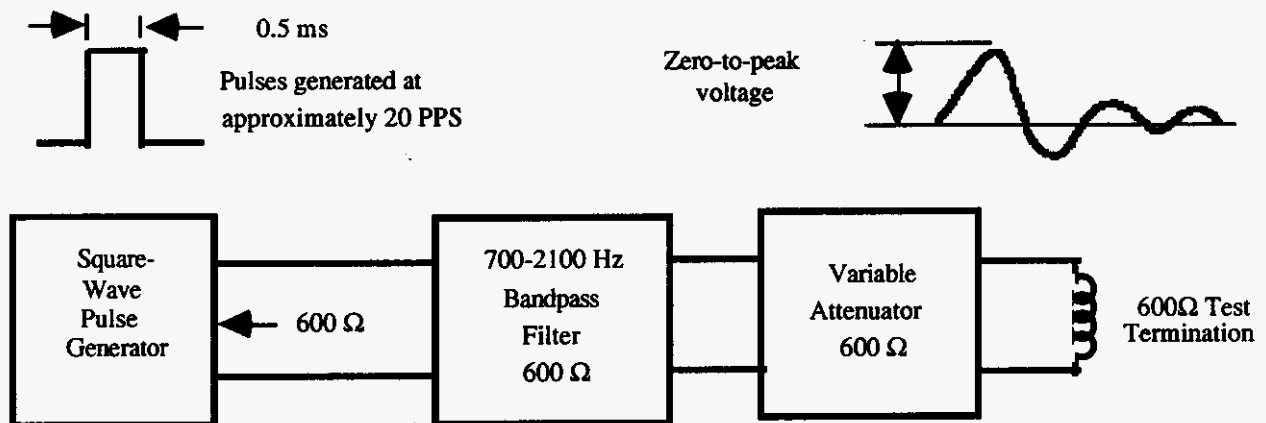 0.5 ms
Pulses generated at
approximately 20 PPS
Zero-to-peak
voltage
Square-
Wave
Pulse
Generator
600 Ω
700-2100 Hz
Bandpass
Filter
600 Ω
Variable
Attenuator
600 Ω
600Ω Test
Termination